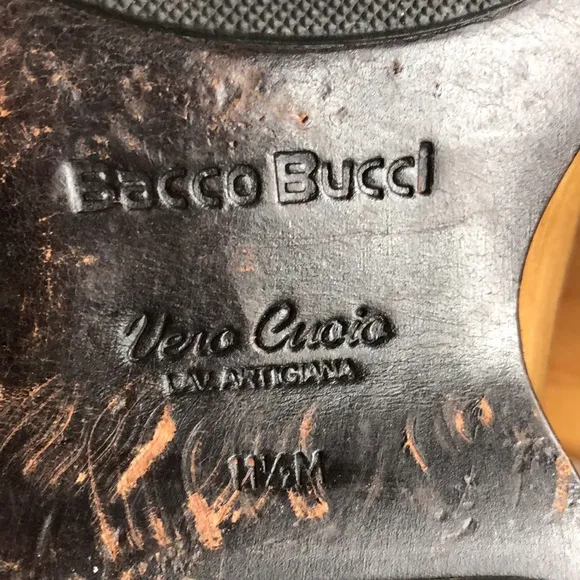 Bacco Bucci
Vero Cuoio
LAV. ARTIGIANA
11½M